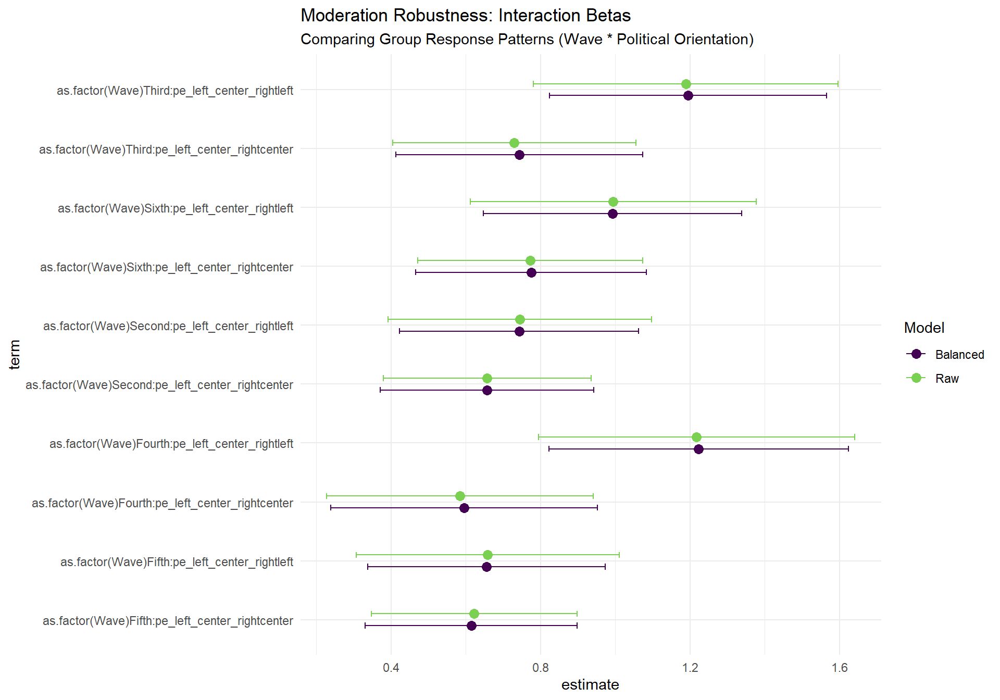 Moderation Robustness: Interaction Betas
Comparing Group Response Patterns (Wave * Political Orientation)
as.factor(Wave)Third:pe_left_center_rightleft
as.factor(Wave)Third:pe_left_center_rightcenter
as.factor(Wave)Sixth:pe_left_center_rightleft
as.factor(Wave)Sixth:pe_left_center_rightcenter
as.factor(Wave)Second:pe_left_center_rightleft
as.factor(Wave)Second:pe_left_center_rightcenter
as.factor(Wave)Fourth:pe_left_center_rightleft
as.factor(Wave)Fourth:pe_left_center_rightcenter
as.factor(Wave)Fifth:pe_left_center_rightleft
as.factor(Wave)Fifth:pe_left_center_rightcenter
term
0.4
0.8
1.2
1.6
estimate
Model
Balanced
Raw